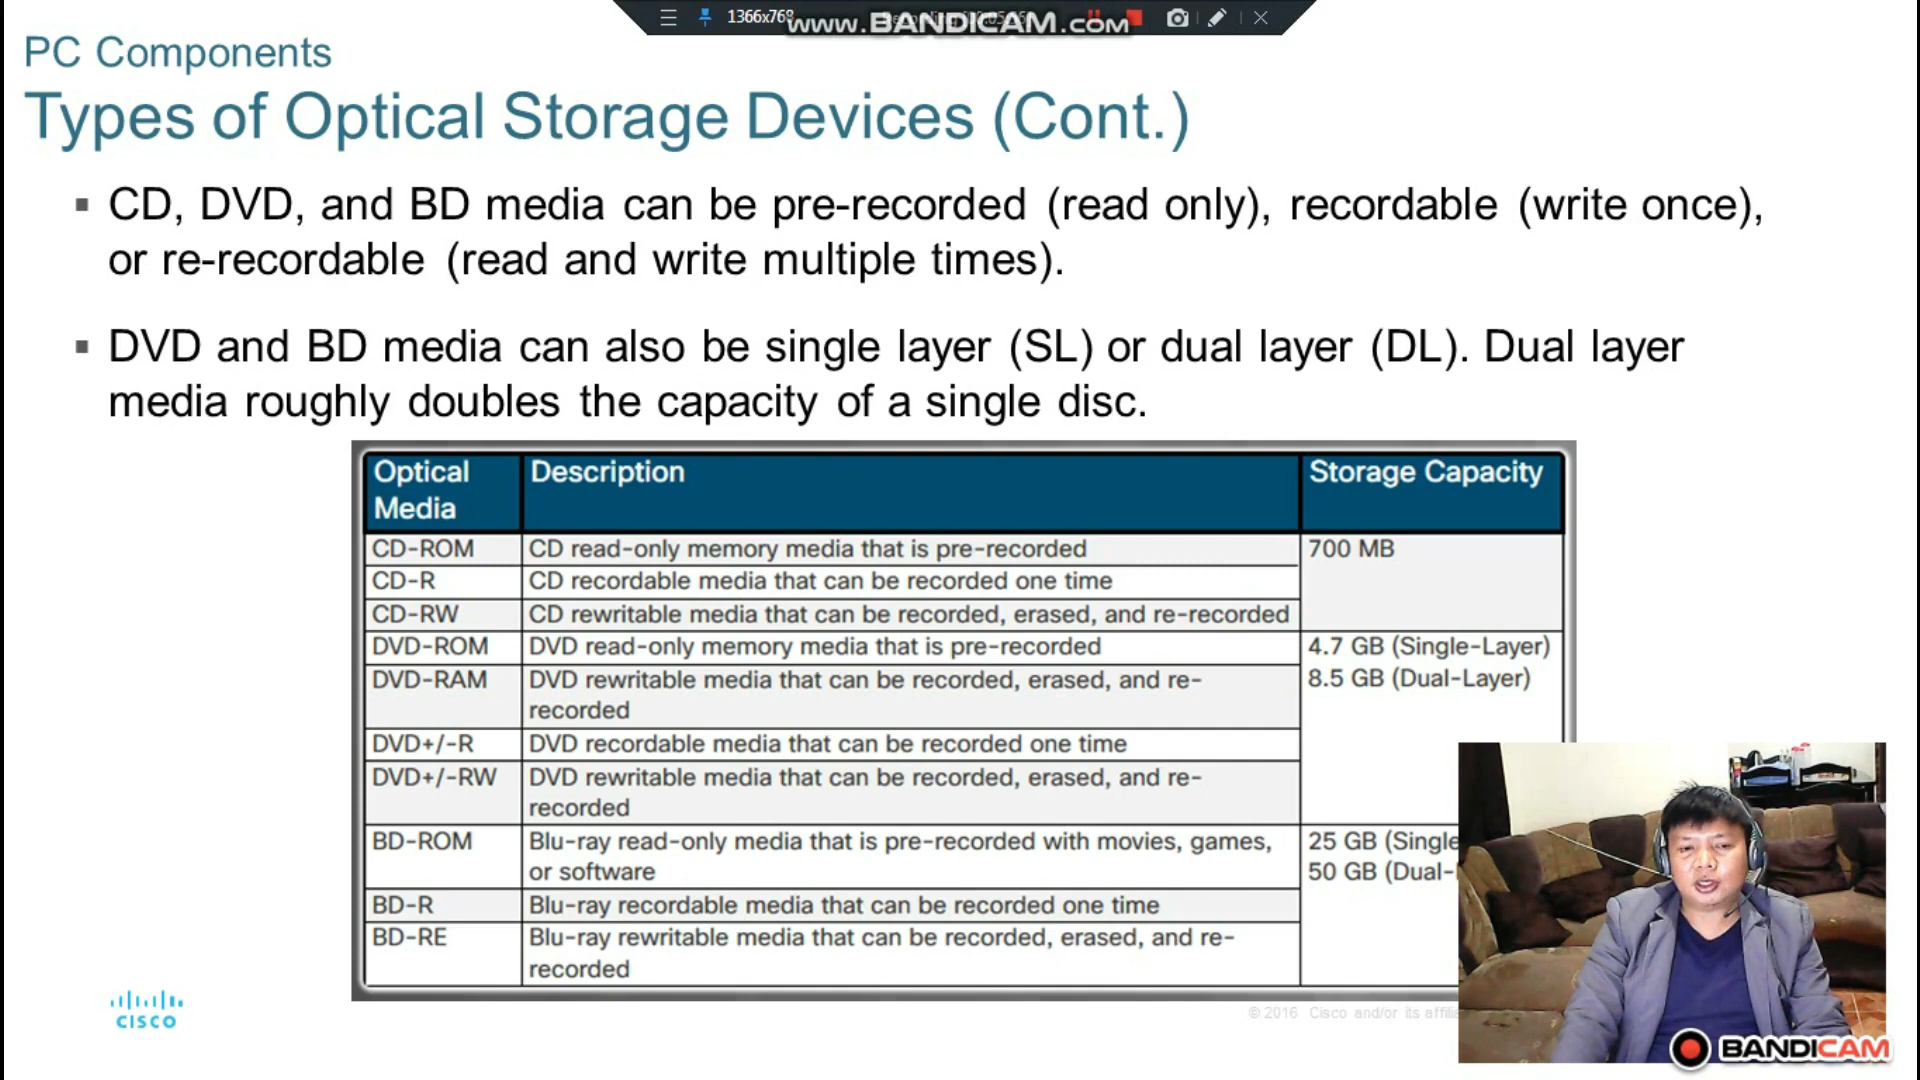 1366x768
www.BANDICAM.com
PC Components
Types of Optical Storage Devices (Cont.)
▪ CD, DVD, and BD media can be pre-recorded (read only), recordable (write once),
or re-recordable (read and write multiple times).
▪ DVD and BD media can also be single layer (SL) or dual layer (DL). Dual layer
media roughly doubles the capacity of a single disc.
Optical Media Description Storage Capacity
CD-ROM CD read-only memory media that is pre-recorded 700 MB
CD-R CD recordable media that can be recorded one time
CD-RW CD rewritable media that can be recorded, erased, and re-recorded
DVD-ROM DVD read-only memory media that is pre-recorded 4.7 GB (Single-Layer)
DVD-RAM DVD rewritable media that can be recorded, erased, and re- 8.5 GB (Dual-Layer)
recorded
DVD+/-R DVD recordable media that can be recorded one time
DVD+/-RW DVD rewritable media that can be recorded, erased, and re-
recorded
BD-ROM Blu-ray read-only media that is pre-recorded with movies, games, 25 GB (Single
or software 50 GB (Dual-
BD-R Blu-ray recordable media that can be recorded one time
BD-RE Blu-ray rewritable media that can be recorded, erased, and re-
recorded
CISCO
© 2016 Cisco and/or its
BANDICAM